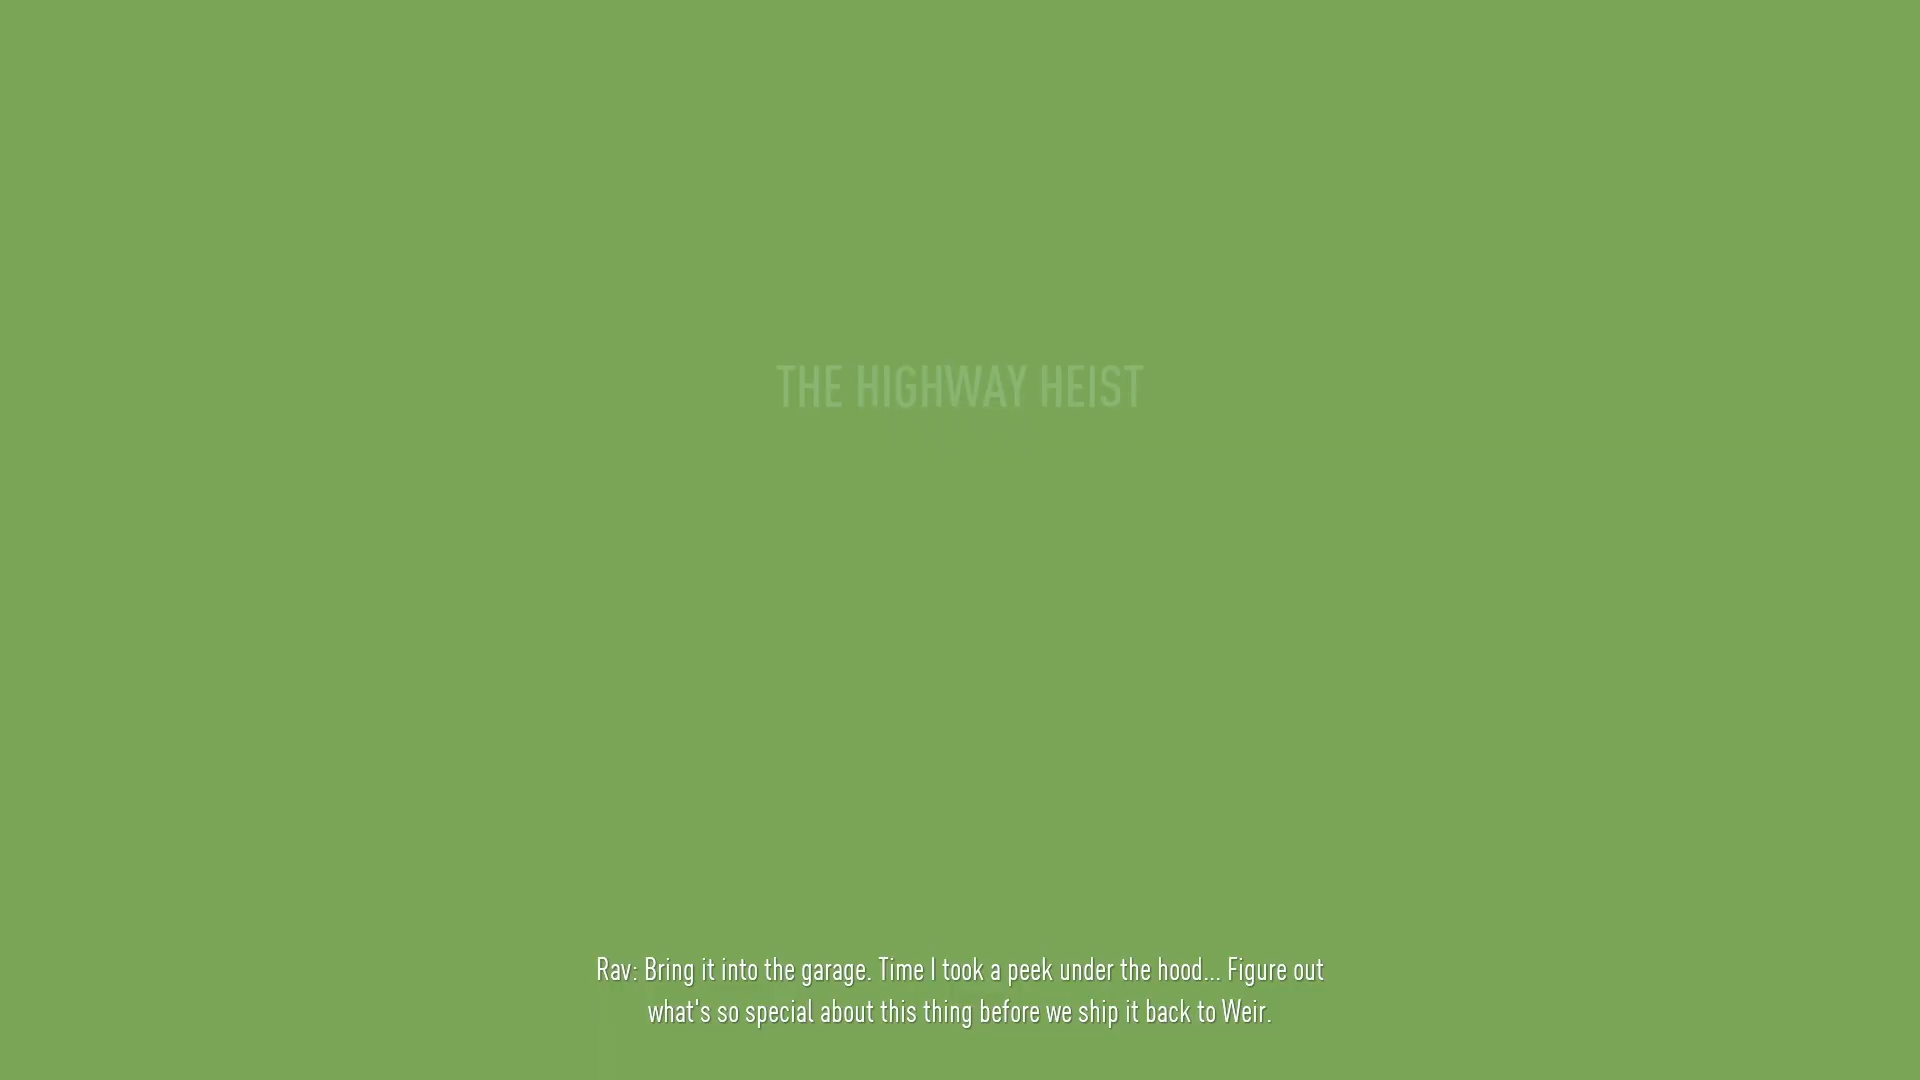 THE HIGHWAY HEIST
Rav: Bring it into the garage. Time I took a peek under the hood... Figure out
what's so special about this thing before we ship it back to Weir.